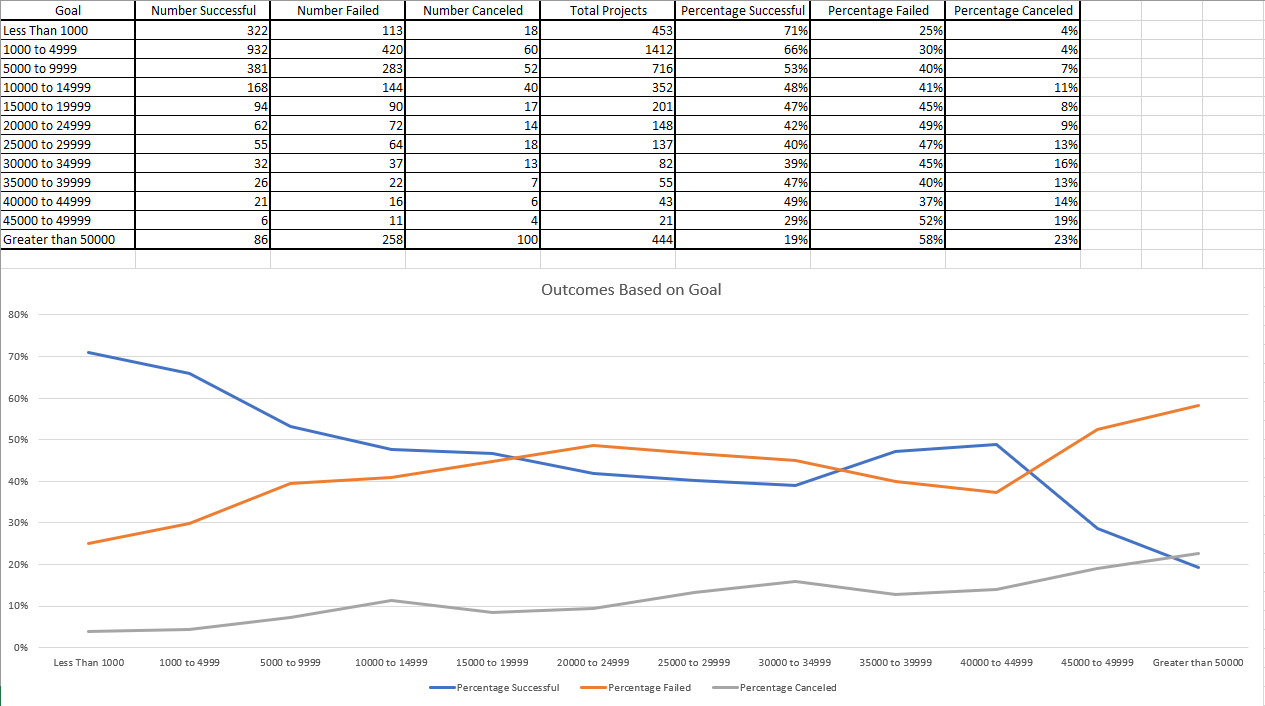 Goal Number Successful Number Failed Number Canceled Total Projects Percentage Successful Percentage Failed Percentage Canceled
Less Than 1000 322 113 18 453 71% 25% 4%
1000 to 4999 932 420 60 1412 66% 30% 4%
5000 to 9999 381 283 52 716 53% 40% 7%
10000 to 14999 168 144 40 352 48% 41% 11%
15000 to 19999 94 90 17 201 47% 45% 8%
20000 to 24999 62 72 14 148 42% 49% 9%
25000 to 29999 55 64 18 137 40% 47% 13%
30000 to 34999 32 37 13 82 39% 45% 16%
35000 to 39999 26 22 7 55 47% 40% 13%
40000 to 44999 21 16 6 43 49% 37% 14%
45000 to 49999 6 11 4 21 29% 52% 19%
Greater than 50000 86 258 100 444 19% 58% 23%
Outcomes Based on Goal
80%
70%
60%
50%
40%
30%
20%
10%
0%
Less Than 1000 1000 to 4999 5000 to 9999 10000 to 14999 15000 to 19999 20000 to 24999 25000 to 29999 30000 to 34999 35000 to 39999 40000 to 44999 45000 to 49999 Greater than 50000
Percentage Successful Percentage Failed Percentage Canceled